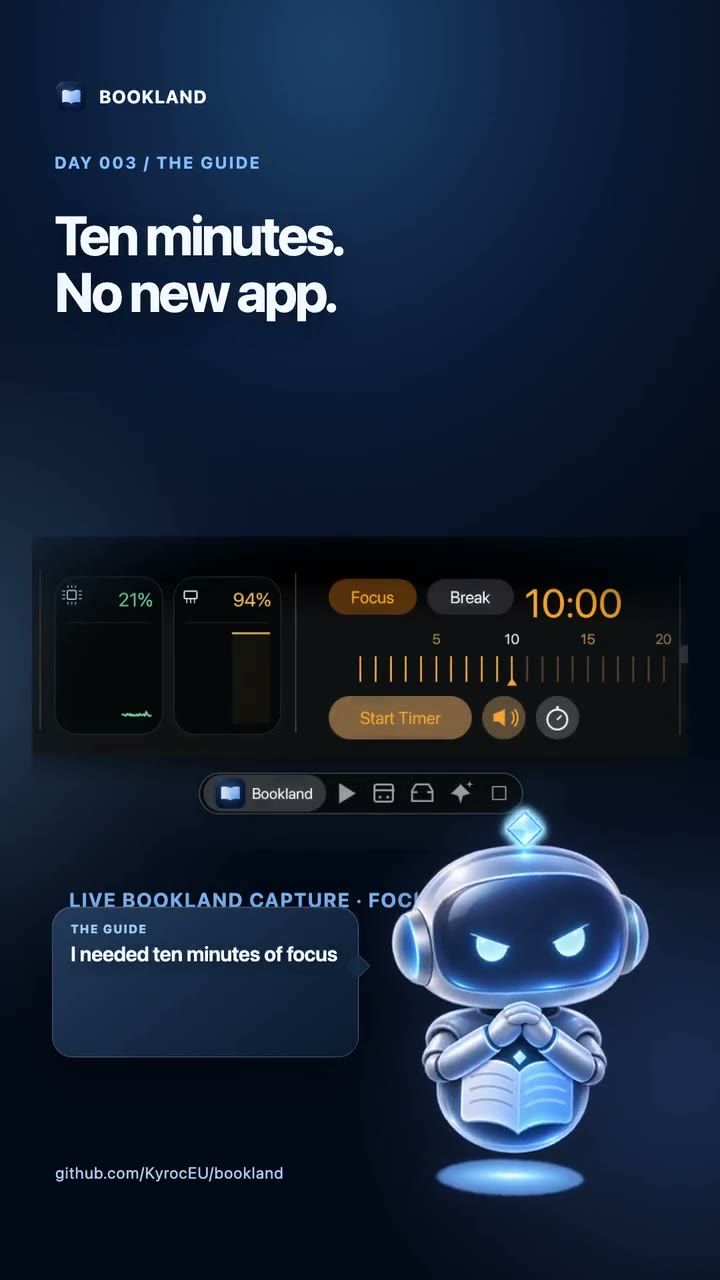 BOOKLAND
DAY 003 / THE GUIDE
Ten minutes.
No new app.
21%
94%
Focus
Break
10:00
5
10
15
20
Start Timer
Bookland
LIVE BOOKLAND CAPTURE ·
THE GUIDE
I needed ten minutes of focus
github.com/KyrocEU/bookland